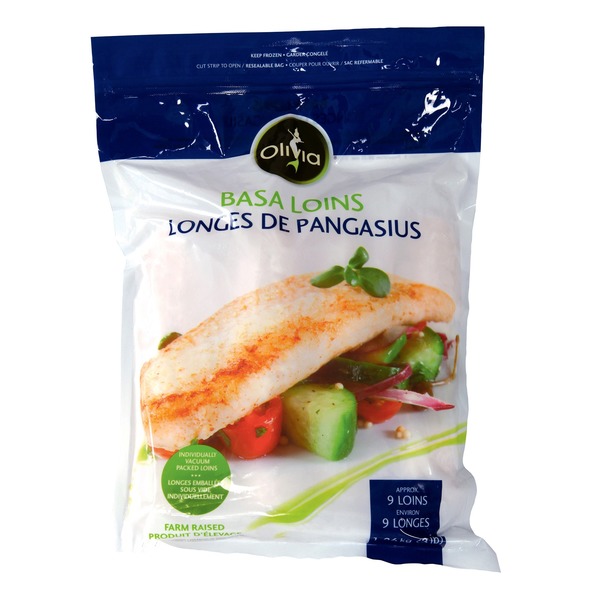 KEEP FROZEN • GARDER CONGELÉ
CUT STRIP TO OPEN / RESEALABLE BAG • COUPER POUR OUVRIR / SAC REFERMABLE
Olivia
BASA LOINS
LONGES DE PANGASIUS
INDIVIDUALLY
VACUUM
PACKED LOINS
LONGES EMBALLÉES
SOUS VIDE
INDIVIDUELLEMENT
FARM RAISED
PRODUIT D'ÉLEVAGE
APPROX.
9 LOINS
ENVIRON
9 LONGES